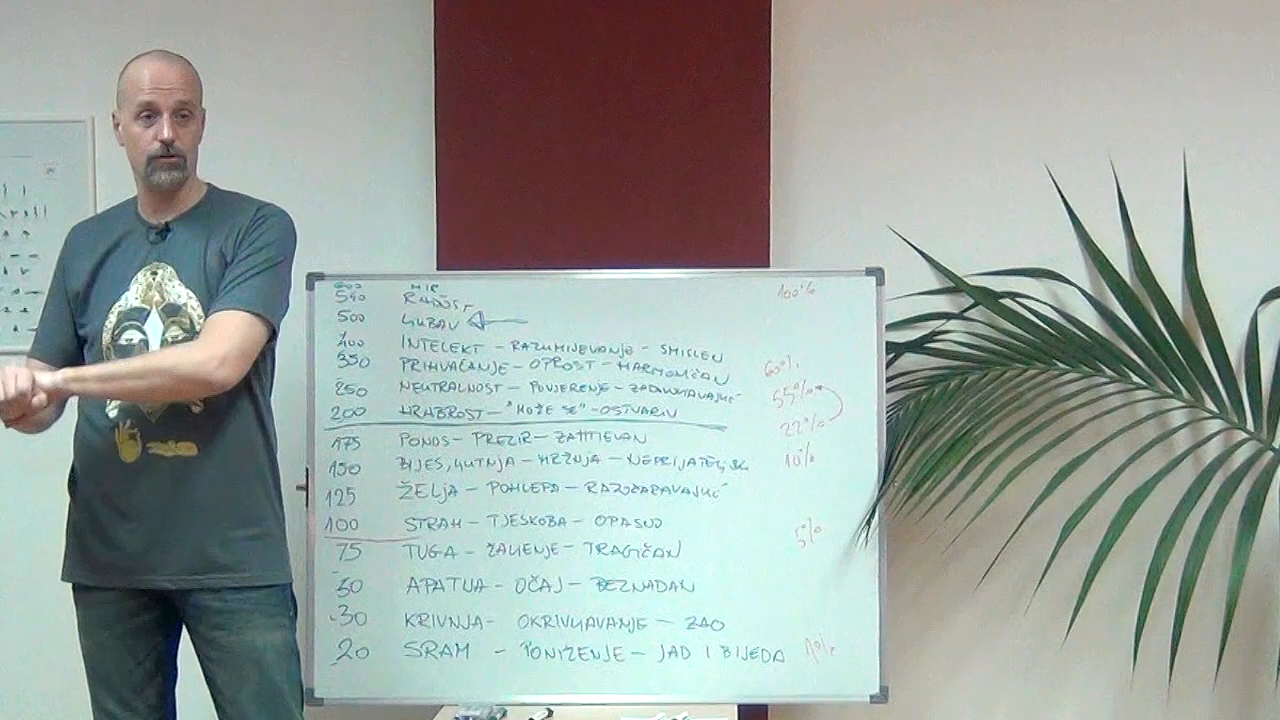 600 MIR 100%
540 RADOST
500 LJUBAV
400 INTELEKT - RAZUMIJEVANJE - SMISLEN
350 PRIHVAĆANJE - OPROST - HARMONIČAN 60%
250 NEUTRALNOST - POVJERENJE - ZADOVOLJAVAJUĆ 55%
200 HRABROST - "MOŽE SE" - OSTVARIV 22%
175 PONOS - PREZIR - ZAHTIEVAN
150 BIJES, LJUTNJA - MRŽNJA - NEPRIJATELJSKI 10%
125 ŽELJA - POHLEPA - RAZOČARAVAJUĆ
100 STRAH - TJESKOBA - OPASNO 5%
75 TUGA - ŽALJENJE - TRAGIČAN
50 APATIJA - OČAJ - BEZNADAN
30 KRIVNJA - OKRIVLJAVANJE - ZAO
20 SRAM - PONIŽENJE - JAD I BIJEDA